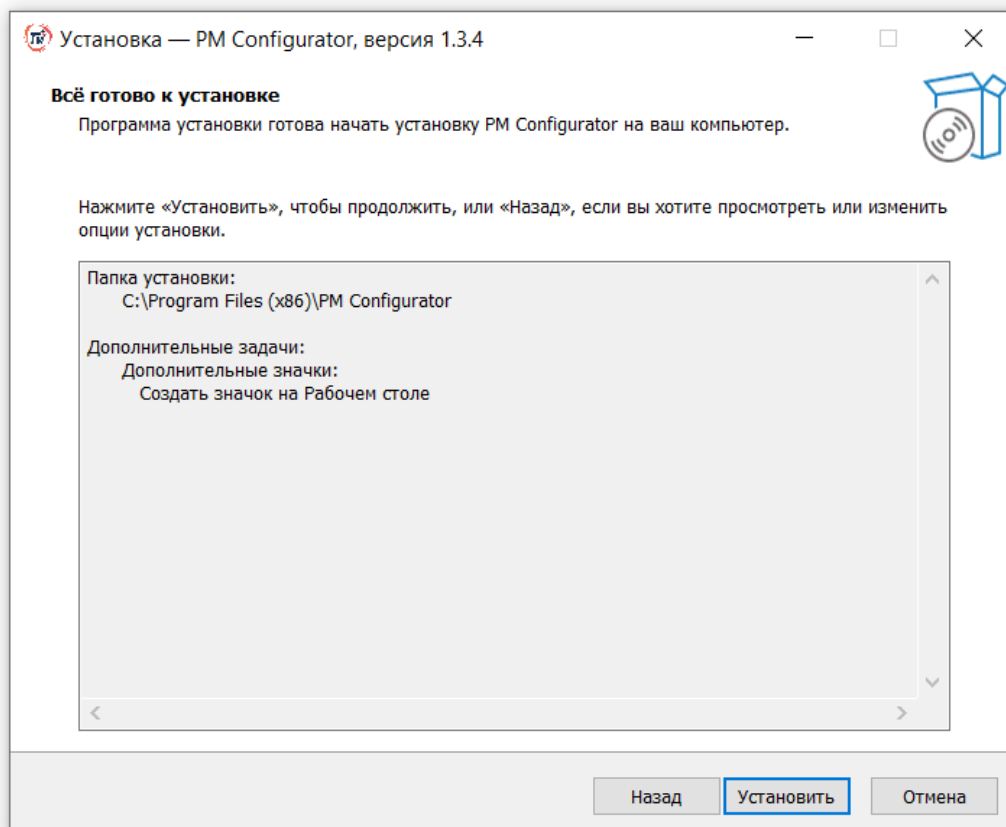 Установка — PM Configurator, версия 1.3.4
Всё готово к установке
Программа установки готова начать установку PM Configurator на ваш компьютер.
Нажмите «Установить», чтобы продолжить, или «Назад», если вы хотите просмотреть или изменить
опции установки.
Папка установки:
C:\Program Files (x86)\PM Configurator
Дополнительные задачи:
Дополнительные значки:
Создать значок на Рабочем столе
Назад
Установить
Отмена